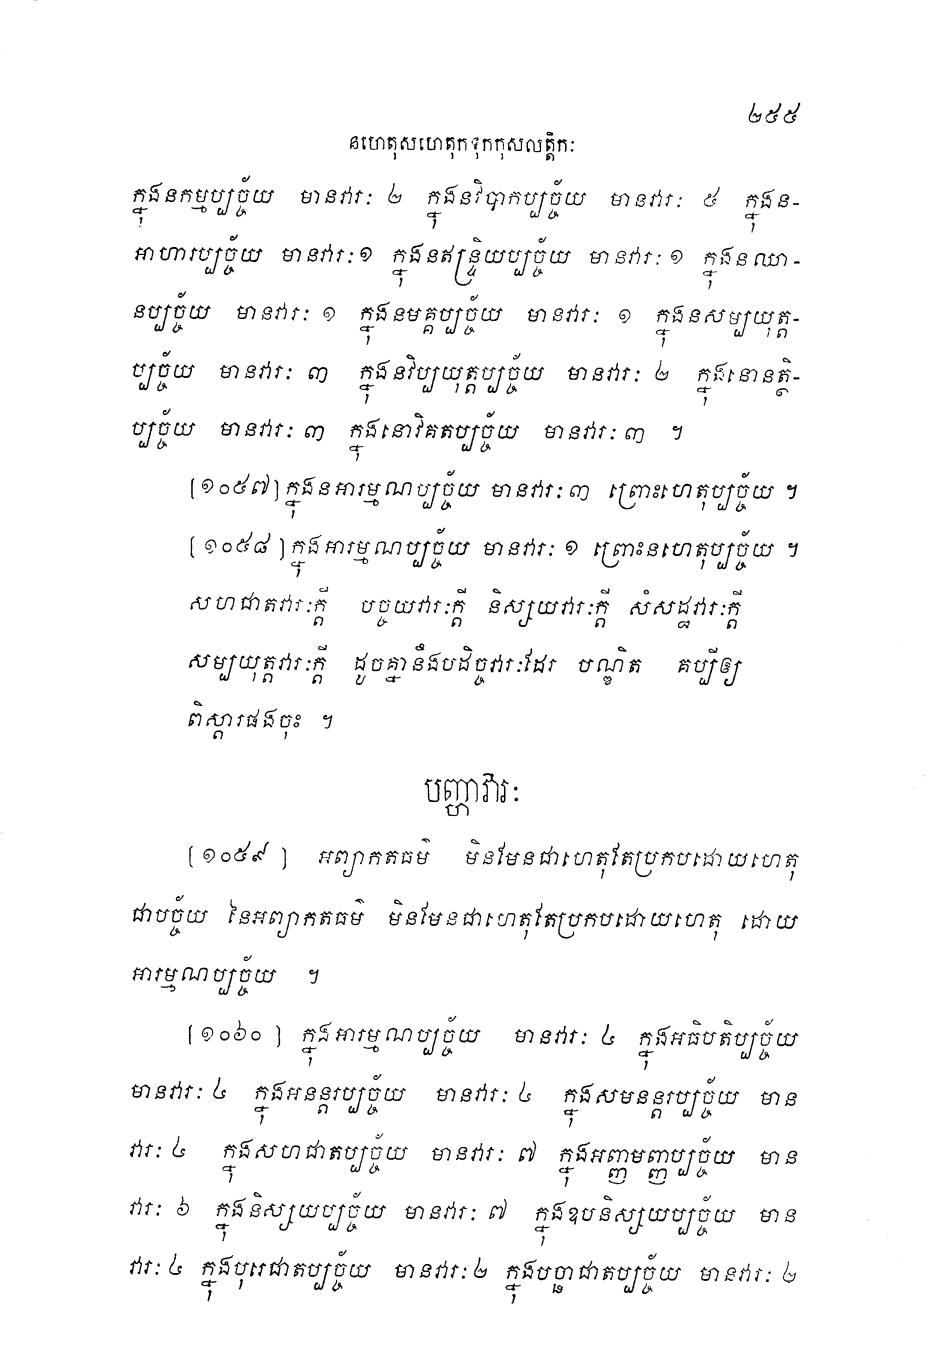 ២៥៥
នហេតុសហេតុកទុកកុសលត្តិកៈ
ក្នុងនកម្មប្បច្ច័យ មានវារៈ ២ ក្នុងនវិបាកប្បច្ច័យ មានវារៈ ៥ ក្នុងន-
អាហារប្បច្ច័យ មានវារៈ ១ ក្នុងនឥន្ទ្រិយប្បច្ច័យ មានវារៈ ១ ក្នុងនឈា-
នប្បច្ច័យ មានវារៈ ១ ក្នុងនមគ្គប្បច្ច័យ មានវារៈ ១ ក្នុងនសម្បយុត្ត-
ប្បច្ច័យ មានវារៈ ៣ ក្នុងនវិប្បយុត្តប្បច្ច័យ មានវារៈ ២ ក្នុងនោនត្ថិ-
ប្បច្ច័យ មានវារៈ ៣ ក្នុងនោវិគតប្បច្ច័យ មានវារៈ ៣ ។
[១០៥៧] ក្នុងនអារម្មណប្បច្ច័យ មានវារៈ ៣ ព្រោះហេតុប្បច្ច័យ ។
[១០៥៨] ក្នុងអារម្មណប្បច្ច័យ មានវារៈ ១ ព្រោះនហេតុប្បច្ច័យ ។
សហជាតវារៈក្តី បច្ចយវារៈក្តី និស្សយវារៈក្តី សំសដ្ឋវារៈក្តី
សម្បយុត្តវារៈក្តី ដូចគ្នានឹងបដិច្ចវារៈដែរ បណ្ឌិត គប្បីឲ្យ
ពិស្តារផងចុះ ។
បញ្ហាវារៈ
[១០៥៩] អព្យាកតធម៌ មិនមែនជាហេតុតែប្រកបដោយហេតុ
ជាបច្ច័យ នៃអព្យាកតធម៌ មិនមែនជាហេតុតែប្រកបដោយហេតុ ដោយ
អារម្មណប្បច្ច័យ ។
[១០៦០] ក្នុងអារម្មណប្បច្ច័យ មានវារៈ ៤ ក្នុងអធិបតិប្បច្ច័យ
មានវារៈ ៤ ក្នុងអនន្តរប្បច្ច័យ មានវារៈ ៤ ក្នុងសមនន្តរប្បច្ច័យ មាន
វារៈ ៤ ក្នុងសហជាតប្បច្ច័យ មានវារៈ ៧ ក្នុងអញ្ញមញ្ញប្បច្ច័យ មាន
វារៈ ៦ ក្នុងនិស្សយប្បច្ច័យ មានវារៈ ៧ ក្នុងឧបនិស្សយប្បច្ច័យ មាន
វារៈ ៤ ក្នុងបុរេជាតប្បច្ច័យ មានវារៈ ២ ក្នុងបច្ឆាជាតប្បច្ច័យ មានវារៈ ២